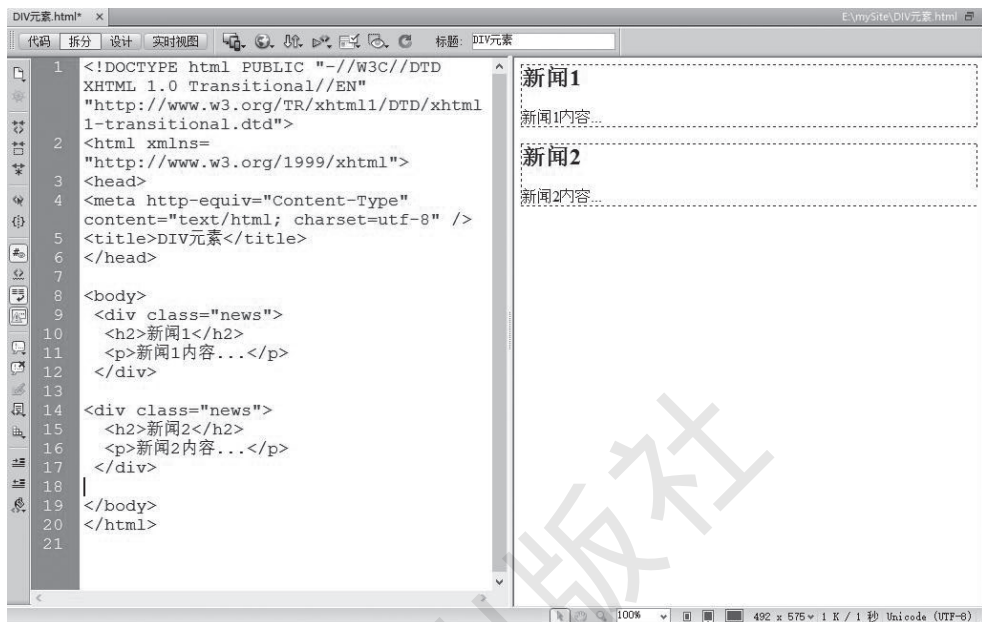 DIV元素.html* ×
E:\mySite\DIV元素.html
代码 拆分 设计 实时视图 标题: DIV元素
1 <!DOCTYPE html PUBLIC "-//W3C//DTD
XHTML 1.0 Transitional//EN"
"http://www.w3.org/TR/xhtml1/DTD/xhtml
1-transitional.dtd">
2 <html xmlns=
"http://www.w3.org/1999/xhtml">
3 <head>
4 <meta http-equiv="Content-Type"
content="text/html; charset=utf-8" />
5 <title>DIV元素</title>
6 </head>
7
8 <body>
9 <div class="news">
10 <h2>新闻1</h2>
11 <p>新闻1内容...</p>
12 </div>
13
14 <div class="news">
15 <h2>新闻2</h2>
16 <p>新闻2内容...</p>
17 </div>
18
19 </body>
20 </html>
21
新闻1
新闻1内容...
新闻2
新闻2内容...
版社
100% 492 x 575 1 K / 1 秒 Unicode (UTF-8)